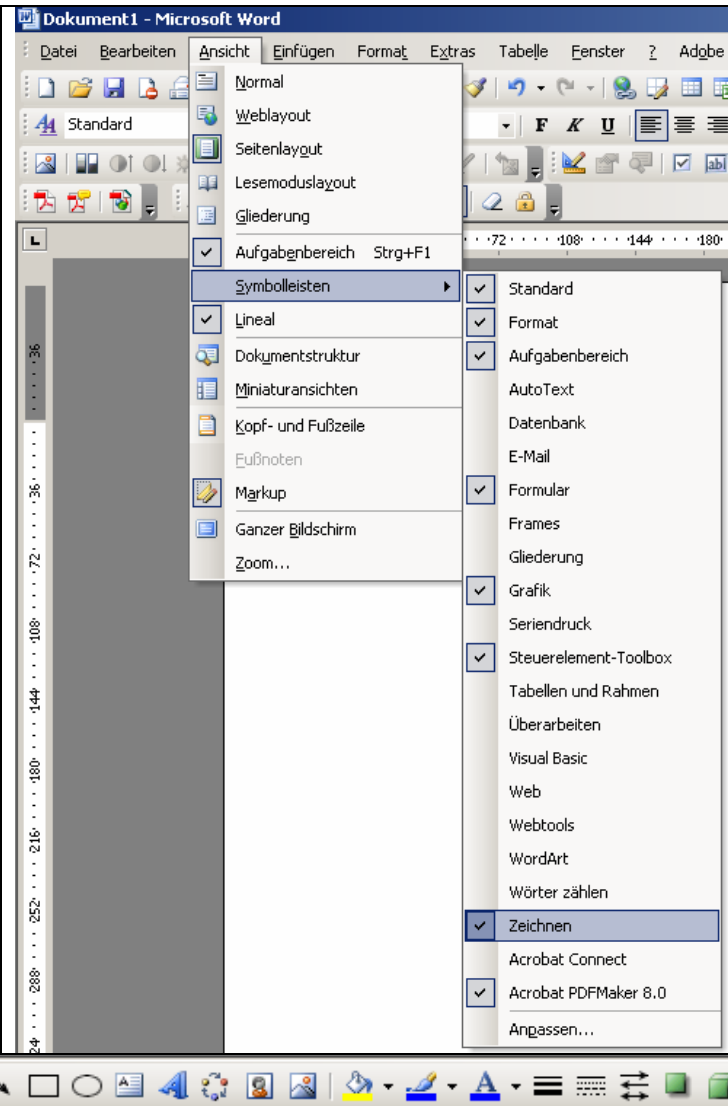 Dokument1 - Microsoft Word
Datei Bearbeiten Ansicht Einfügen Format Extras Tabelle Fenster ? Adobe
Standard F K U
Normal
Weblayout
Seitenlayout
Lesemoduslayout
Gliederung
Aufgabenbereich Strg+F1
Symbolleisten
Lineal
Dokumentstruktur
Miniaturansichten
Kopf- und Fußzeile
Fußnoten
Markup
Ganzer Bildschirm
Zoom...
Standard
Format
Aufgabenbereich
AutoText
Datenbank
E-Mail
Formular
Frames
Gliederung
Grafik
Seriendruck
Steuerelement-Toolbox
Tabellen und Rahmen
Überarbeiten
Visual Basic
Web
Webtools
WordArt
Wörter zählen
Zeichnen
Acrobat Connect
Acrobat PDFMaker 8.0
Anpassen...
72 108 144 180
36
36
72
108
144
180
216
252
288